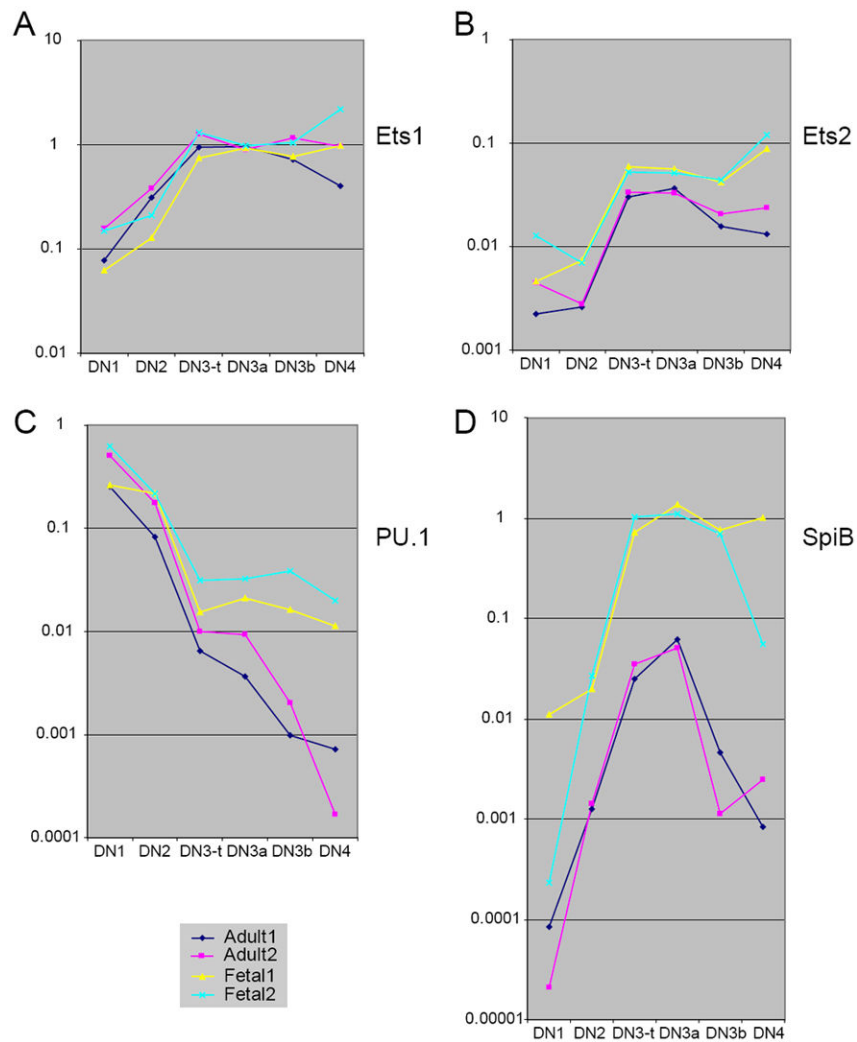 A
10
1
0.1
0.01
DN1 DN2 DN3-t DN3a DN3b DN4
Ets1
B
1
0.1
0.01
0.001
DN1 DN2 DN3-t DN3a DN3b DN4
Ets2
C
1
0.1
0.01
0.001
0.0001
DN1 DN2 DN3-t DN3a DN3b DN4
PU.1
D
10
1
0.1
0.01
0.001
0.0001
0.00001
DN1 DN2 DN3-t DN3a DN3b DN4
SpiB
Adult1
Adult2
Fetal1
Fetal2